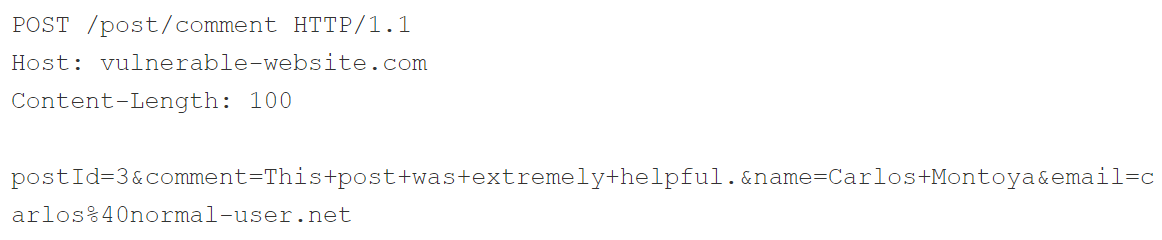 POST /post/comment HTTP/1.1
Host: vulnerable-website.com
Content-Length: 100

postId=3&comment=This+post+was+extremely+helpful.&name=Carlos+Montoya&email=c
arlos%40normal-user.net